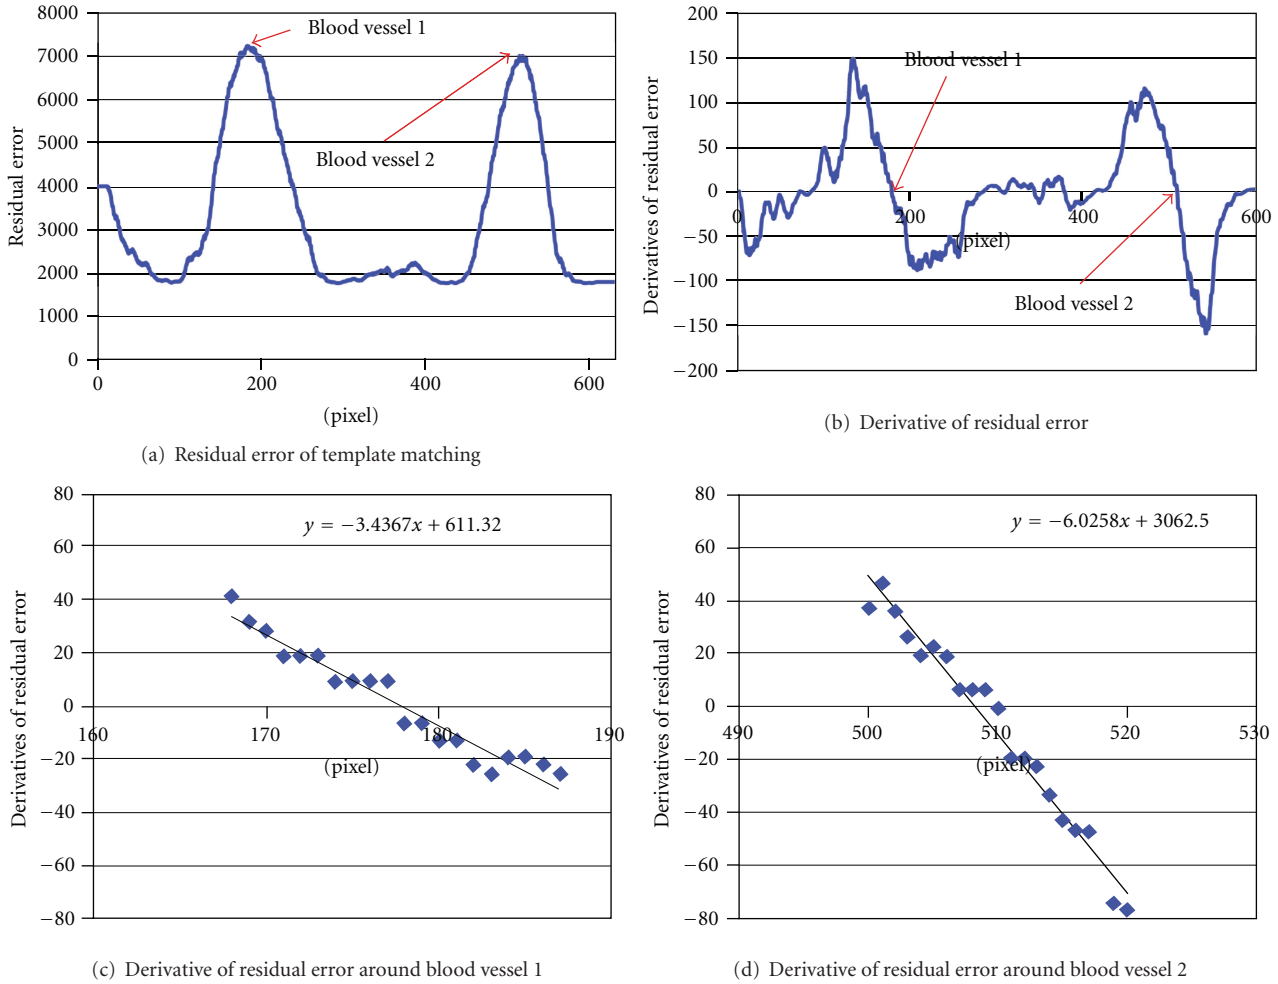 8000
7000
6000
5000
4000
3000
2000
1000
0
Residual error
Blood vessel 1
Blood vessel 2
0 200 400 600
(pixel)
(a) Residual error of template matching
200
150
100
50
0
−50
−100
−150
−200
Derivatives of residual error
Blood vessel 1
0 200 400 600
(pixel)
Blood vessel 2
(b) Derivative of residual error
80
60
40
20
0
−20
−40
−60
−80
Derivatives of residual error
y = −3.4367x + 611.32
160 170 180 190
(pixel)
(c) Derivative of residual error around blood vessel 1
80
60
40
20
0
−20
−40
−60
−80
Derivatives of residual error
y = −6.0258x + 3062.5
490 500 510 520 530
(pixel)
(d) Derivative of residual error around blood vessel 2